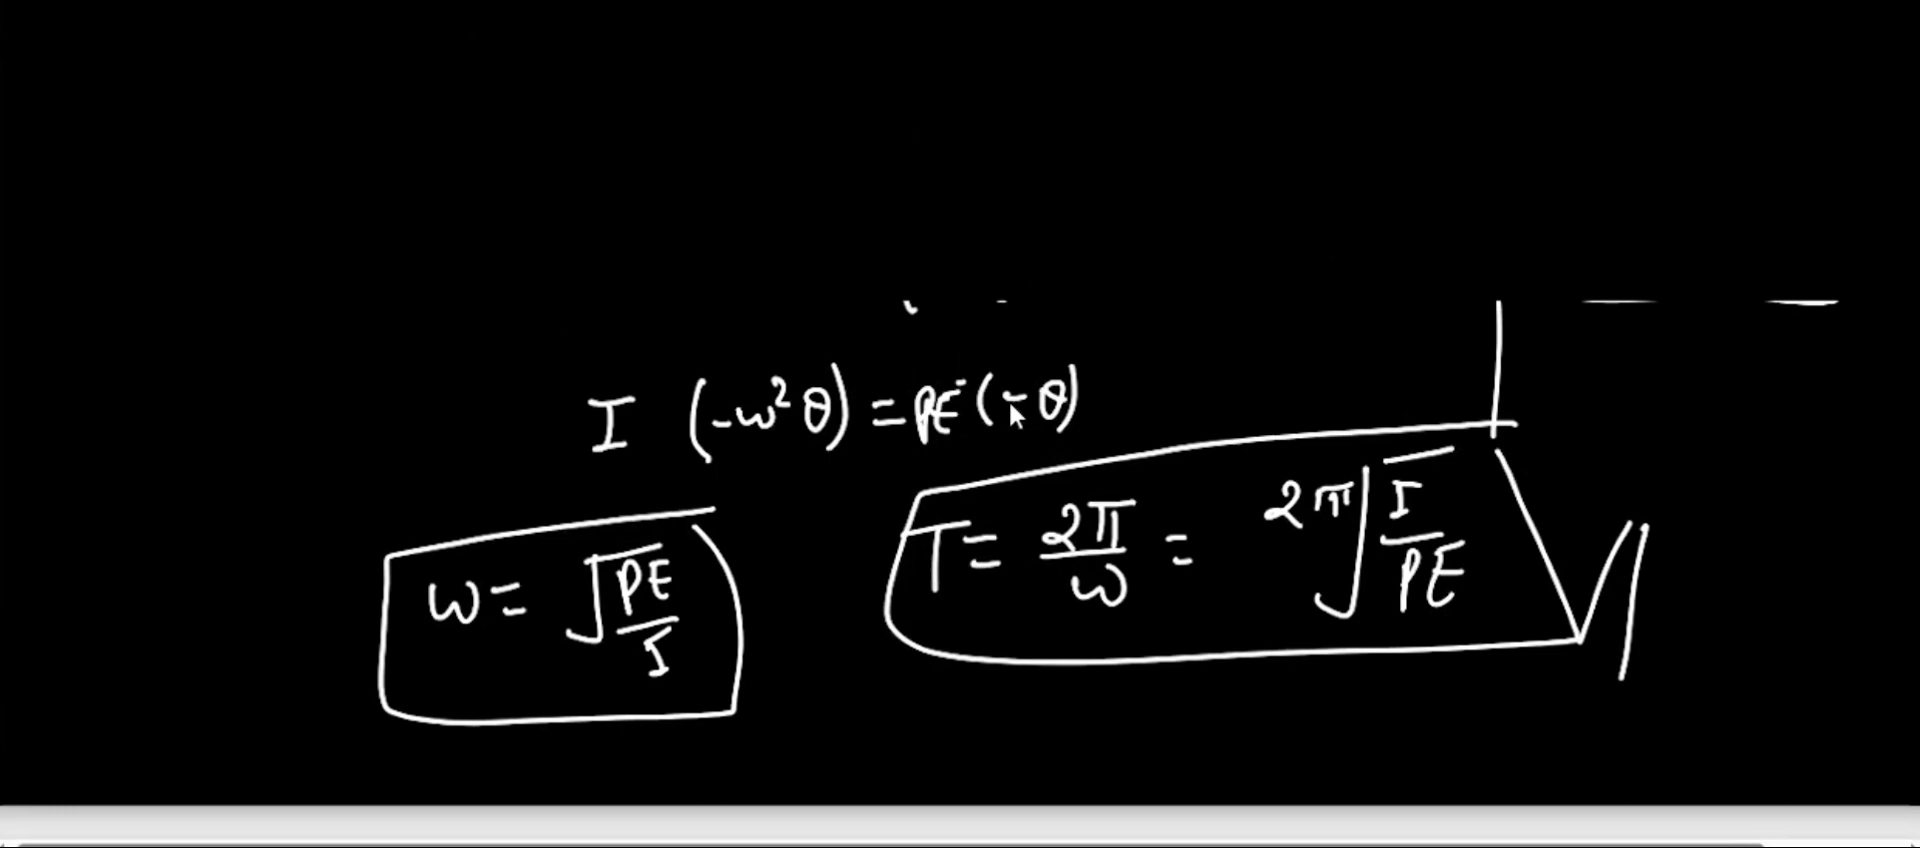 I (-ω²θ) = PE (-θ)
ω = √(PE/I)
T = 2π/ω = 2π√(I/PE)